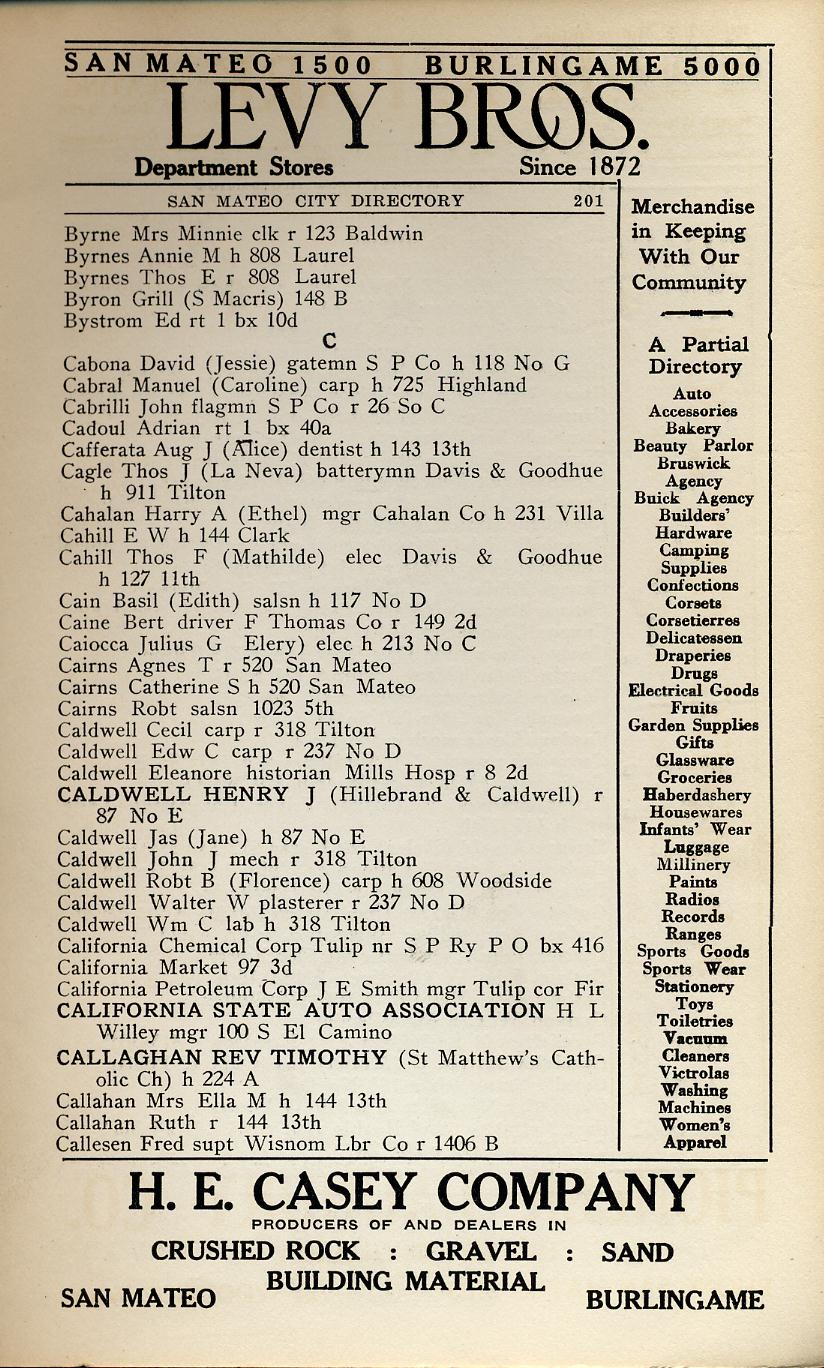 SAN MATEO 1500 BURLINGAME 5000
LEVY BROS.
Department Stores Since 1872
SAN MATEO CITY DIRECTORY 201
Byrne Mrs Minnie clk r 123 Baldwin
Byrnes Annie M h 808 Laurel
Byrnes Thos E r 808 Laurel
Byron Grill (S Macris) 148 B
Bystrom Ed rt 1 bx 10d
C
Cabona David (Jessie) gatemn S P Co h 118 No G
Cabral Manuel (Caroline) carp h 725 Highland
Cabrilli John flagmn S P Co r 26 So C
Cadoul Adrian rt 1 bx 40a
Cafferata Aug J (Alice) dentist h 143 13th
Cagle Thos J (La Neva) batterymn Davis & Goodhue
h 911 Tilton
Cahalan Harry A (Ethel) mgr Cahalan Co h 231 Villa
Cahill E W h 144 Clark
Cahill Thos F (Mathilde) elec Davis & Goodhue
h 127 11th
Cain Basil (Edith) salsn h 117 No D
Caine Bert driver F Thomas Co r 149 2d
Caiocca Julius G Elery) elec h 213 No C
Cairns Agnes T r 520 San Mateo
Cairns Catherine S h 520 San Mateo
Cairns Robt salsn 1023 5th
Caldwell Cecil carp r 318 Tilton
Caldwell Edw C carp r 237 No D
Caldwell Eleanore historian Mills Hosp r 8 2d
CALDWELL HENRY J (Hillebrand & Caldwell) r
87 No E
Caldwell Jas (Jane) h 87 No E
Caldwell John J mech r 318 Tilton
Caldwell Robt B (Florence) carp h 608 Woodside
Caldwell Walter W plasterer r 237 No D
Caldwell Wm C lab h 318 Tilton
California Chemical Corp Tulip nr S P Ry P O bx 416
California Market 97 3d
California Petroleum Corp J E Smith mgr Tulip cor Fir
CALIFORNIA STATE AUTO ASSOCIATION H L
Willey mgr 100 S El Camino
CALLAGHAN REV TIMOTHY (St Matthew's Cath-
olic Ch) h 224 A
Callahan Mrs Ella M h 144 13th
Callahan Ruth r 144 13th
Callesen Fred supt Wisnom Lbr Co r 1406 B
Merchandise
in Keeping
With Our
Community
A Partial
Directory
Auto
Accessories
Bakery
Beauty Parlor
Bruswick
Agency
Buick Agency
Builders'
Hardware
Camping
Supplies
Confections
Corsets
Corsetierres
Delicatessen
Draperies
Drugs
Electrical Goods
Fruits
Garden Supplies
Gifts
Glassware
Groceries
Haberdashery
Housewares
Infants' Wear
Luggage
Millinery
Paints
Radios
Records
Ranges
Sports Goods
Sports Wear
Stationery
Toys
Toiletries
Vacuum
Cleaners
Victrolas
Washing
Machines
Women's
Apparel
H. E. CASEY COMPANY
PRODUCERS OF AND DEALERS IN
CRUSHED ROCK : GRAVEL : SAND
BUILDING MATERIAL
SAN MATEO BURLINGAME